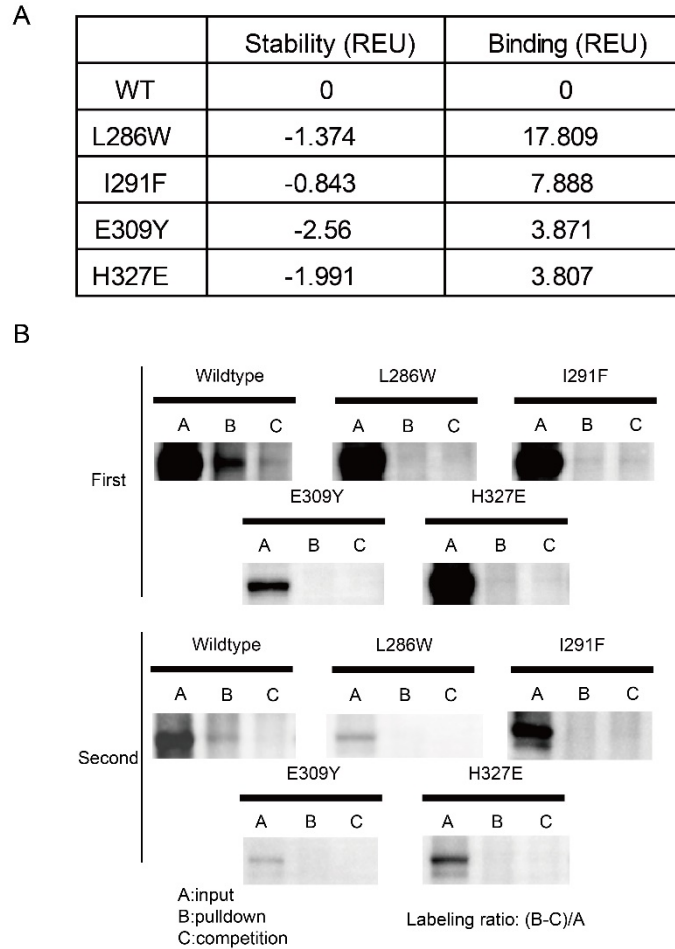 A
Stability (REU) Binding (REU)
WT 0 0
L286W -1.374 17.809
I291F -0.843 7.888
E309Y -2.56 3.871
H327E -1.991 3.807
B
Wildtype L286W I291F
A B C A B C A B C
First
E309Y H327E
A B C A B C
Wildtype L286W I291F
A B C A B C A B C
Second
E309Y H327E
A B C A B C
A:input
B:pulldown
C:competition
Labeling ratio: (B-C)/A